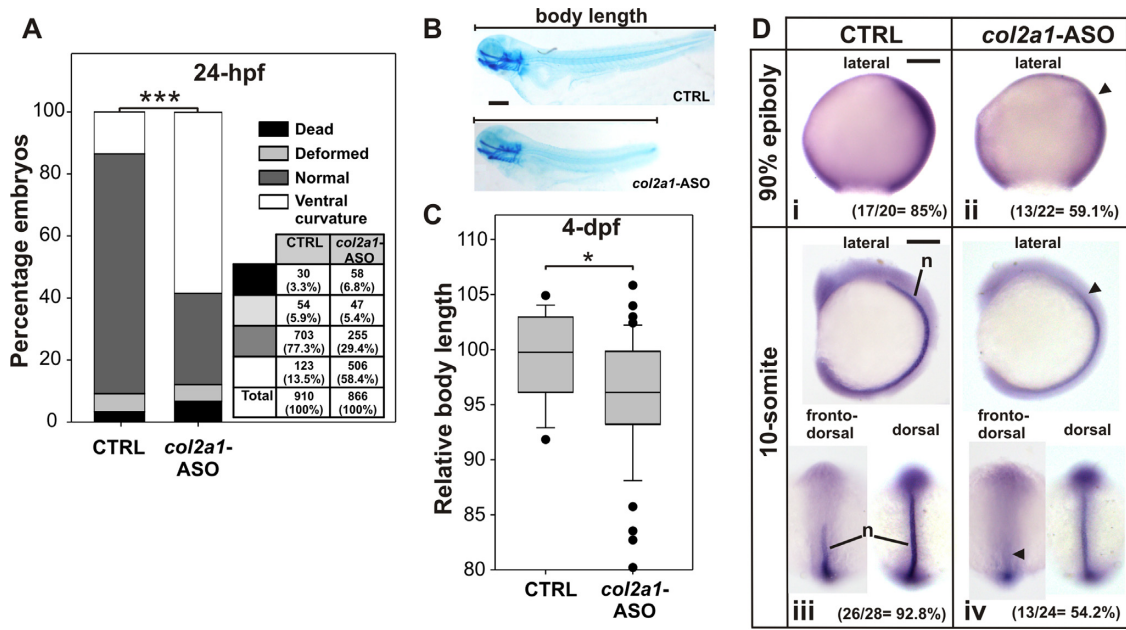 A
24-hpf
***
100
80
60
40
20
0
Percentage embryos
Dead
Deformed
Normal
Ventral
curvature
CTRL
col2a1-
ASO
30
(3.3%)
58
(6.8%)
54
(5.9%)
47
(5.4%)
703
(77.3%)
255
(29.4%)
123
(13.5%)
506
(58.4%)
Total
910
(100%)
866
(100%)
CTRL
col2a1-
ASO
B
body length
CTRL
col2a1-ASO
C
4-dpf
*
110
105
100
95
90
85
80
Relative body length
CTRL
col2a1-
ASO
D
CTRL
col2a1-ASO
90% epiboly
lateral
i
(17/20= 85%)
lateral
ii
(13/22= 59.1%)
10-somite
lateral
n
lateral
fronto-
dorsal
dorsal
fronto-
dorsal
dorsal
n
iii
(26/28= 92.8%)
iv
(13/24= 54.2%)